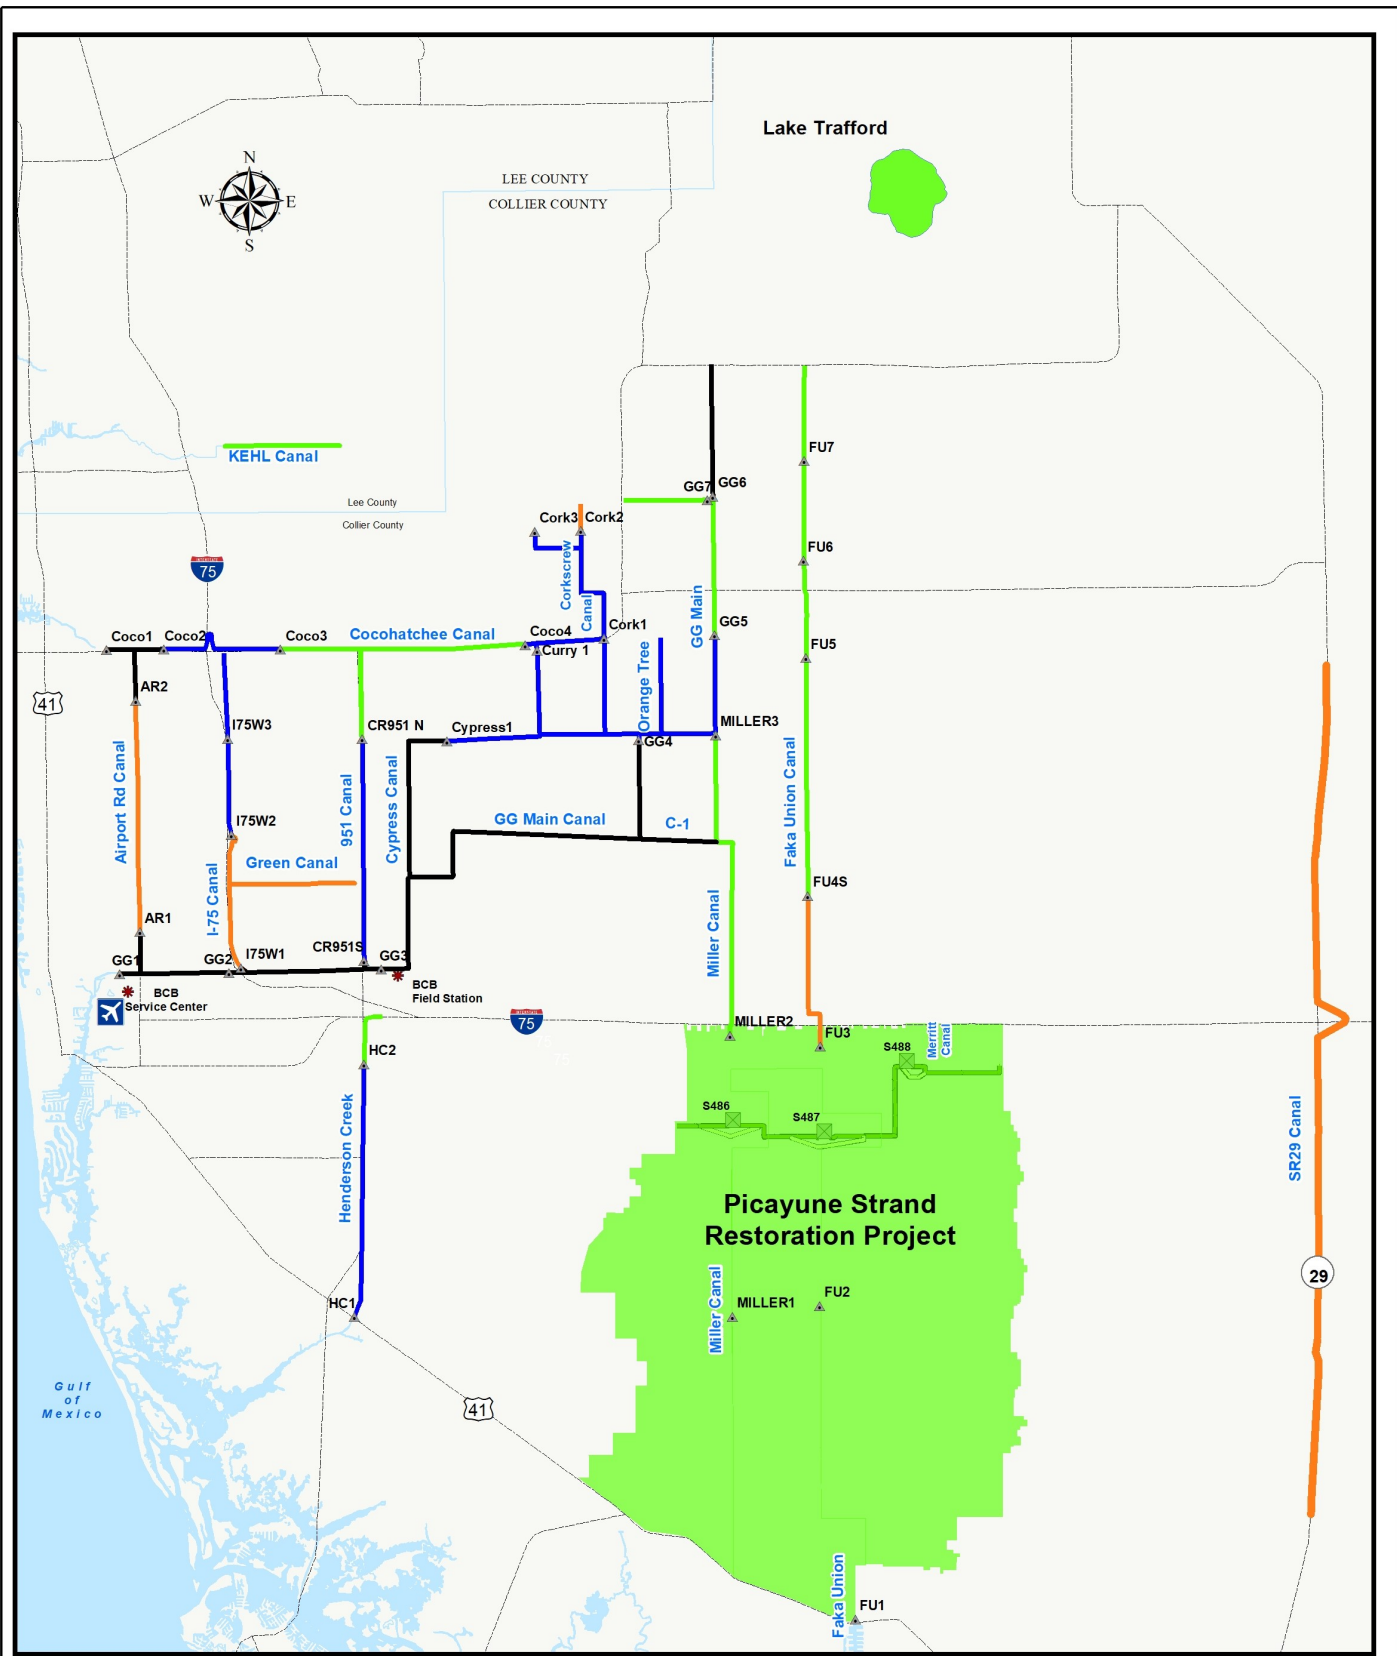 Lake Trafford
N
W E
S
LEE COUNTY
COLLIER COUNTY
KEHL Canal
Lee County
Collier County
FU7
GG7 GG6
Cork3 Cork2
FU6
75
Corkscrew
Canal
GG Main
Coco1 Coco2 Coco3 Cocohatchee Canal Coco4 Cork1 GG5
Curry 1 FU5
Orange Tree
AR2
41
I75W3 CR951 N Cypress1 MILLER3
GG4
Airport Rd Canal
951 Canal
Cypress Canal
Faka Union Canal
I75W2 GG Main Canal C-1
Green Canal
FU4S
I-75 Canal
Miller Canal
AR1
GG1 GG2 I75W1 CR951S GG3
BCB
Service Center
BCB
Field Station
75
MILLER2 FU3
Merritt
Canal
HC2 S488
S486 S487
Henderson Creek
SR29 Canal
Picayune Strand
Restoration Project
29
HC1 MILLER1 FU2
Miller Canal
Gulf
of
Mexico
41
Faka Union
FU1